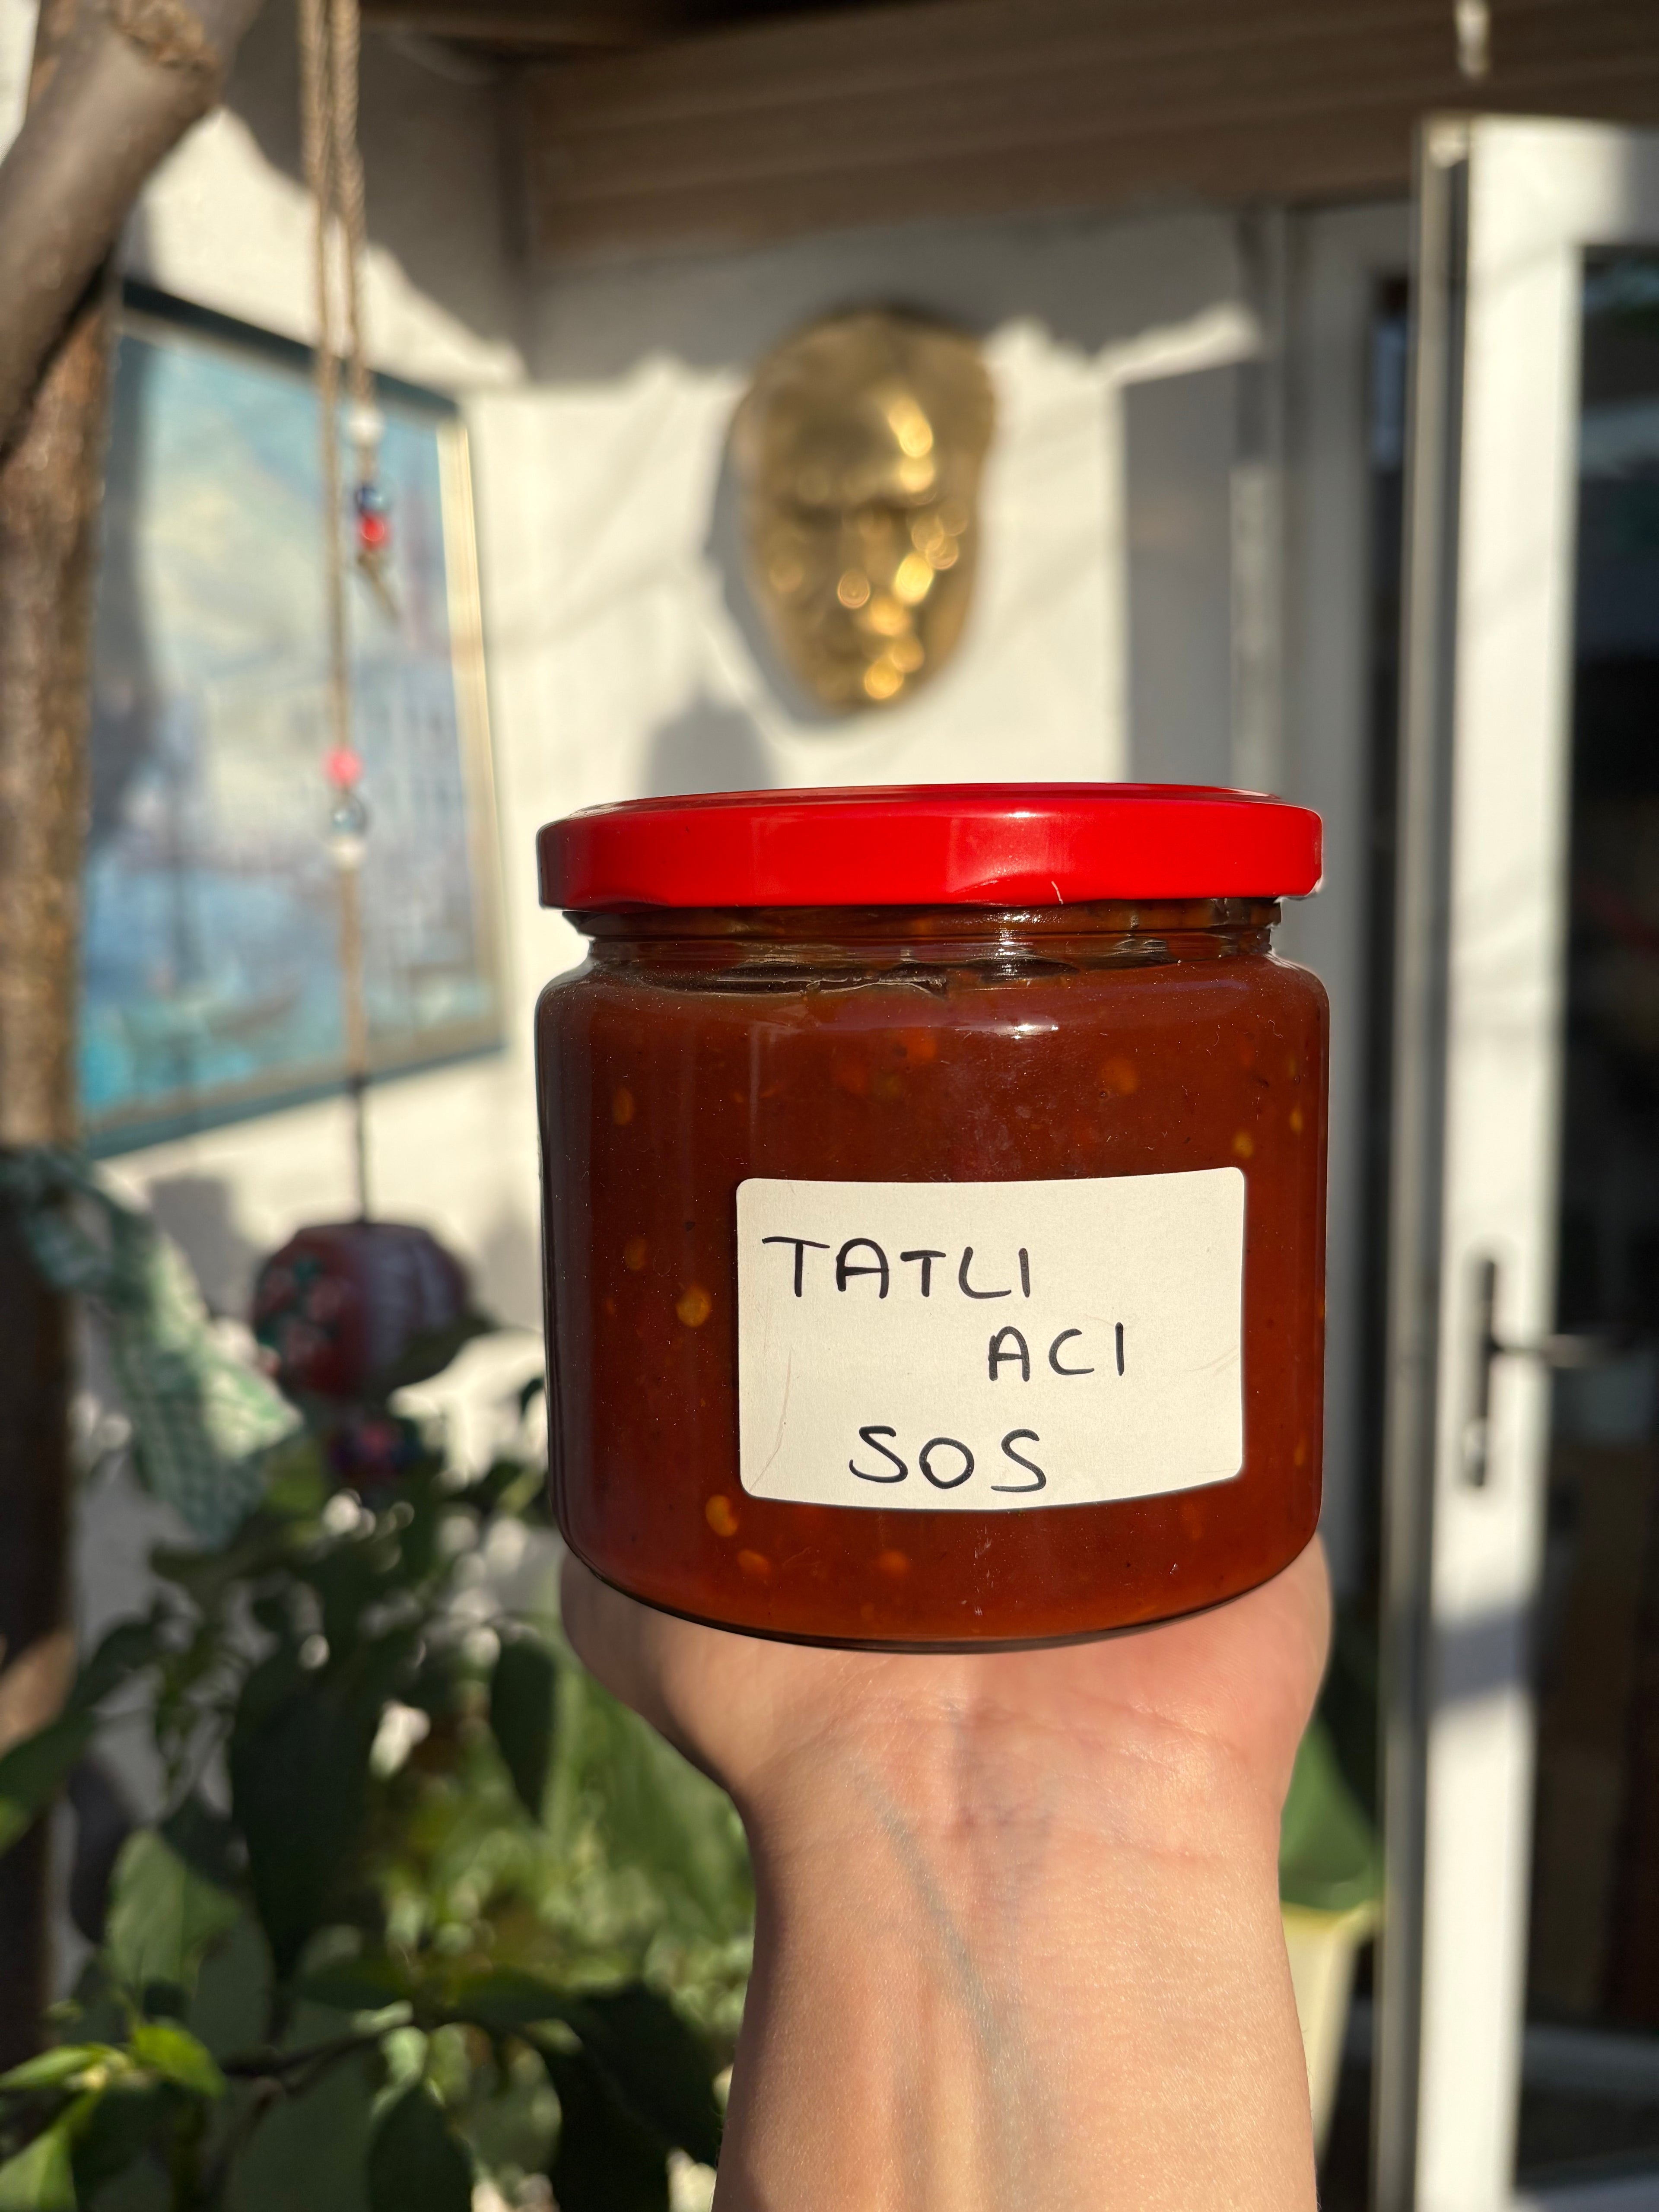 TATLI
ACI
SOS